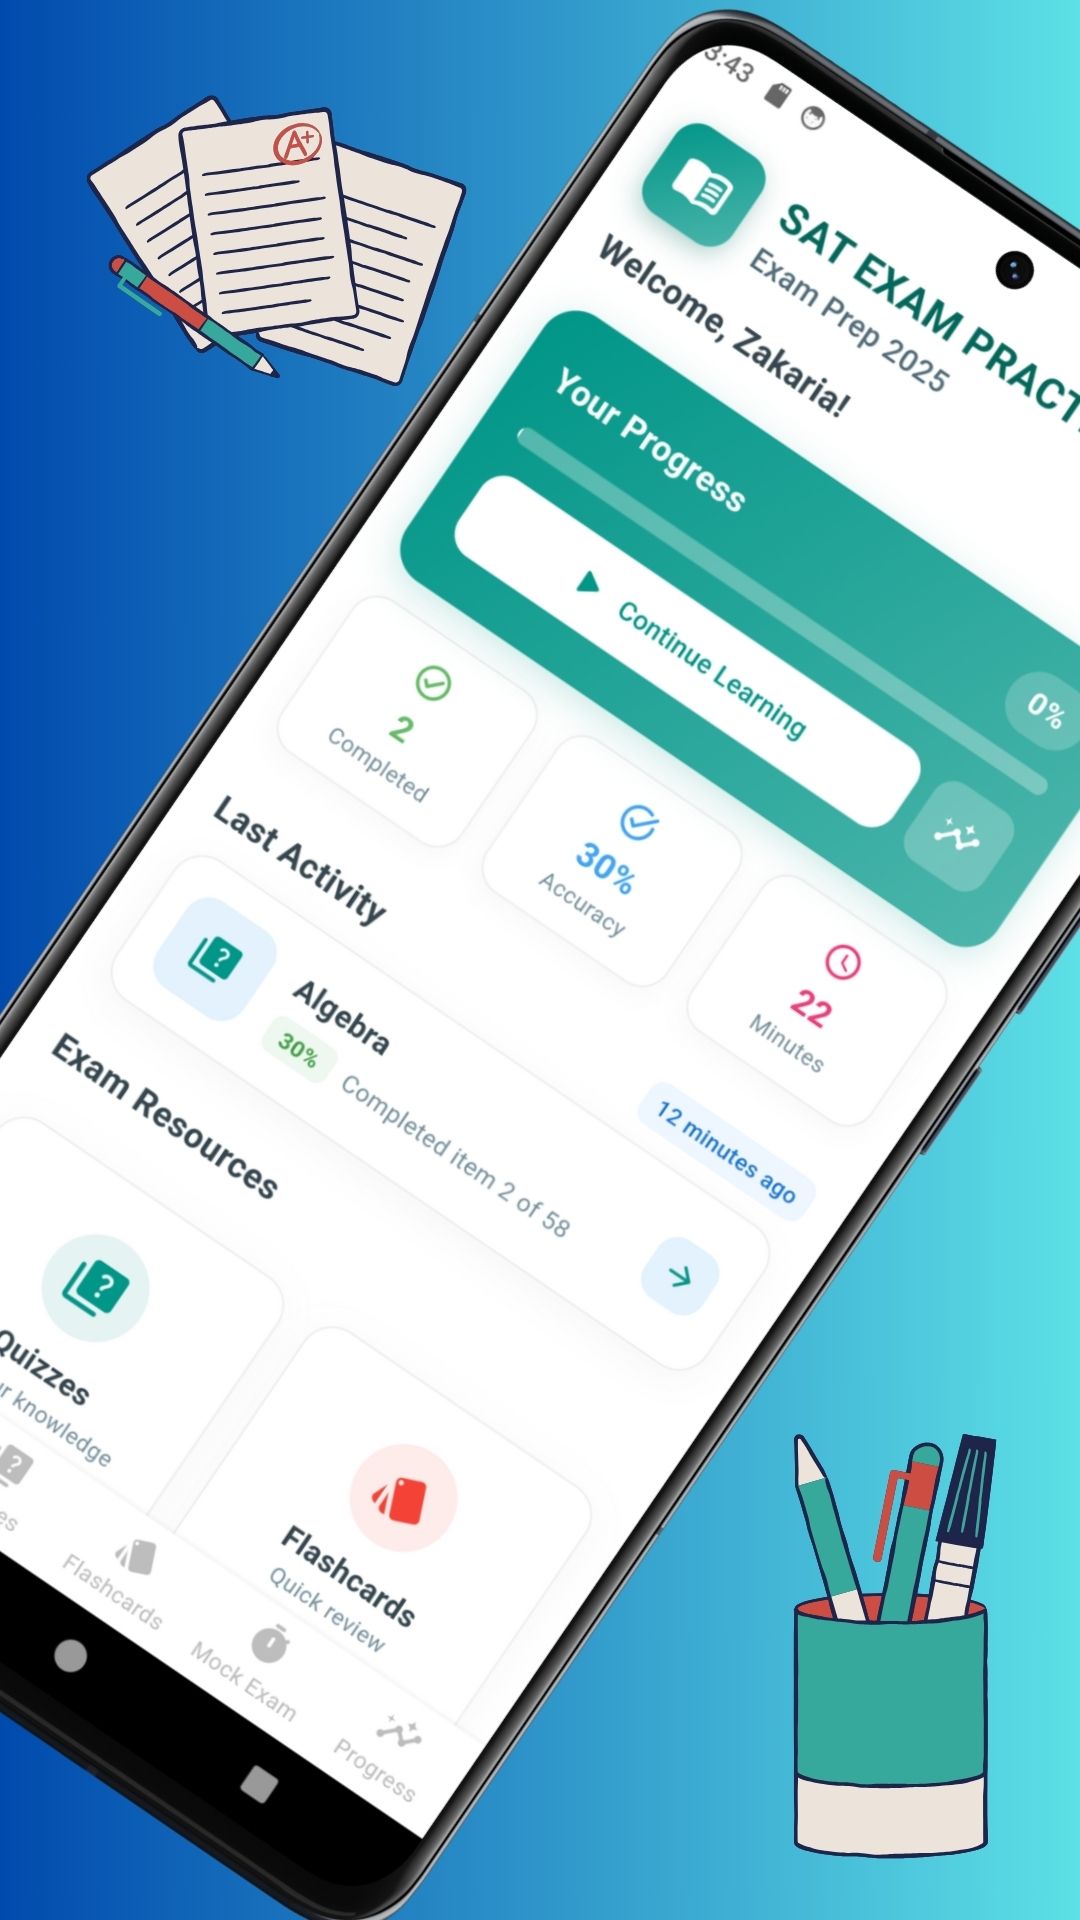 A+
3:43
SAT EXAM PRACT
Exam Prep 2025
Welcome, Zakaria!
Your Progress
0%
Continue Learning
2
Completed
30%
Accuracy
22
Minutes
Last Activity
Algebra
30%
Completed item 2 of 58
12 minutes ago
Exam Resources
Quizzes
knowledge
Flashcards
Quick review
Flashcards
Mock Exam
Progress